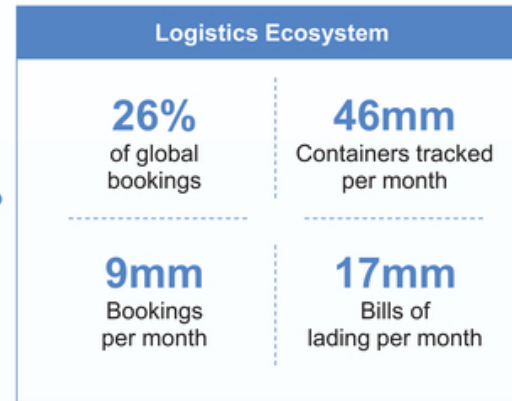 Logistics Ecosystem
26%
of global
bookings
46mm
Containers tracked
per month
9mm
Bookings
per month
17mm
Bills of
lading per month